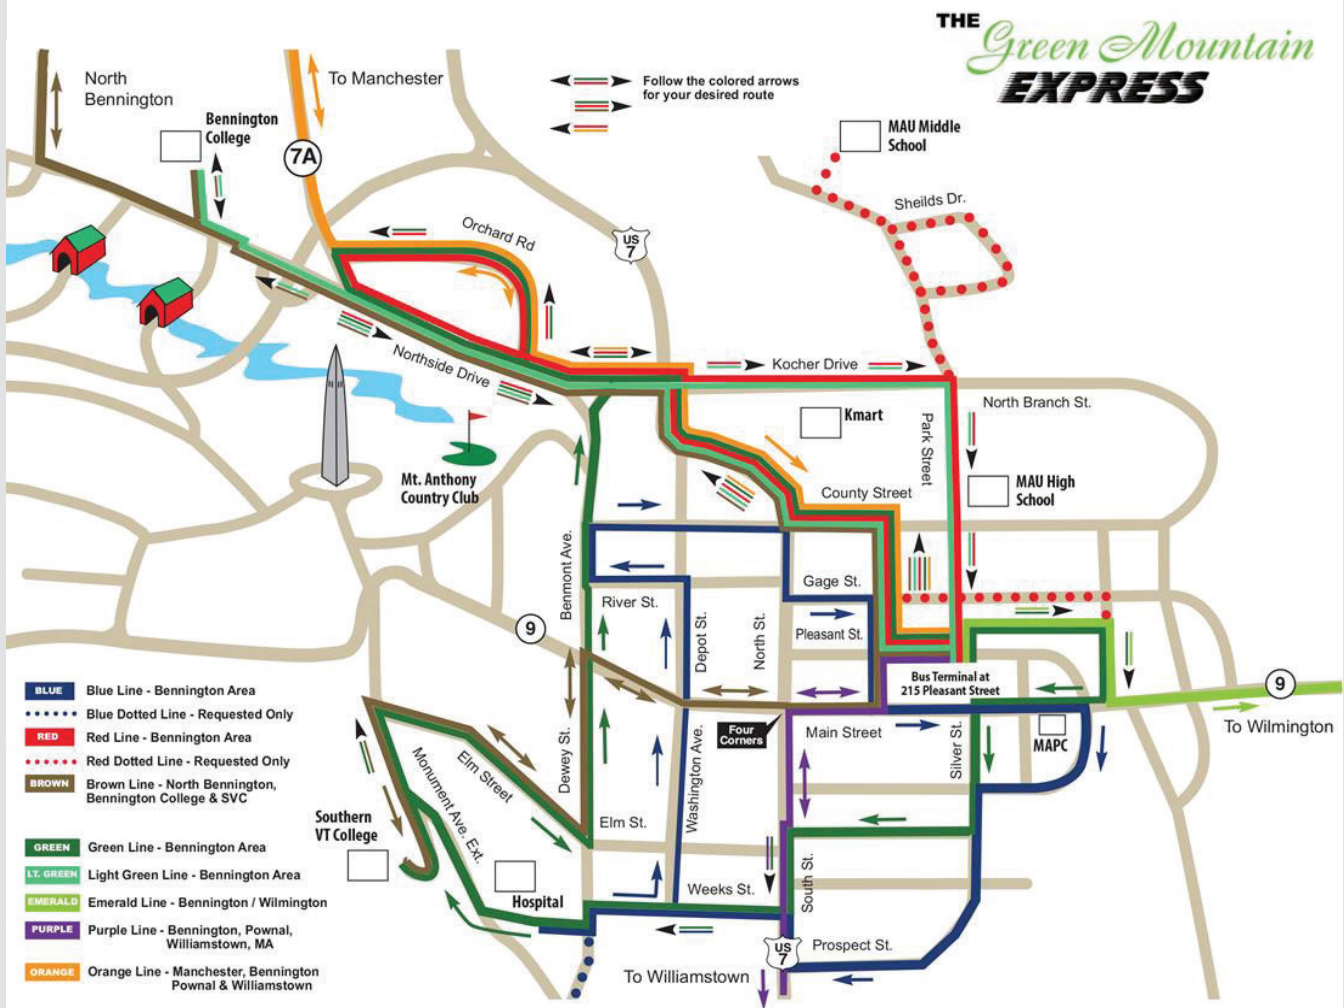 THE
Green Mountain
EXPRESS
North
Bennington
To Manchester
Follow the colored arrows
for your desired route
Bennington
College
7A
MAU Middle
School
Sheilds Dr.
Orchard Rd
US
7
Northside Drive
Kocher Drive
North Branch St.
Kmart
Park Street
Mt. Anthony
Country Club
County Street
MAU High
School
Benmont Ave.
Gage St.
River St.
9
Depot St.
North St.
Pleasant St.
Bus Terminal at
215 Pleasant Street
9
To Wilmington
Four
Corners
Main Street
Silver St.
MAPC
Dewey St.
Elm Street
Monument Ave. Ext.
Washington Ave.
Southern
VT College
Elm St.
Hospital
Weeks St.
South St.
US
7
Prospect St.
To Williamstown
BLUE Blue Line - Bennington Area
Blue Dotted Line - Requested Only
RED Red Line - Bennington Area
Red Dotted Line - Requested Only
BROWN Brown Line - North Bennington,
Bennington College & SVC
GREEN Green Line - Bennington Area
LT. GREEN Light Green Line - Bennington Area
EMERALD Emerald Line - Bennington / Wilmington
PURPLE Purple Line - Bennington, Pownal,
Williamstown, MA
ORANGE Orange Line - Manchester, Bennington
Pownal & Williamstown